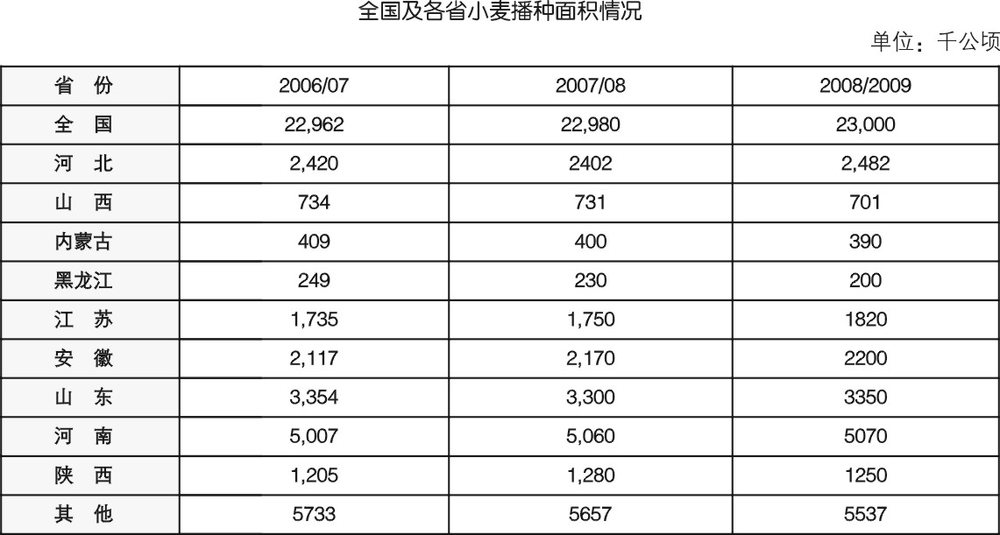 全国及各省小麦播种面积情况
单位：千公顷
省 份 2006/07 2007/08 2008/2009
全 国 22,962 22,980 23,000
河 北 2,420 2402 2,482
山 西 734 731 701
内蒙古 409 400 390
黑龙江 249 230 200
江 苏 1,735 1,750 1820
安 徽 2,117 2,170 2200
山 东 3,354 3,300 3350
河 南 5,007 5,060 5070
陕 西 1,205 1,280 1250
其 他 5733 5657 5537